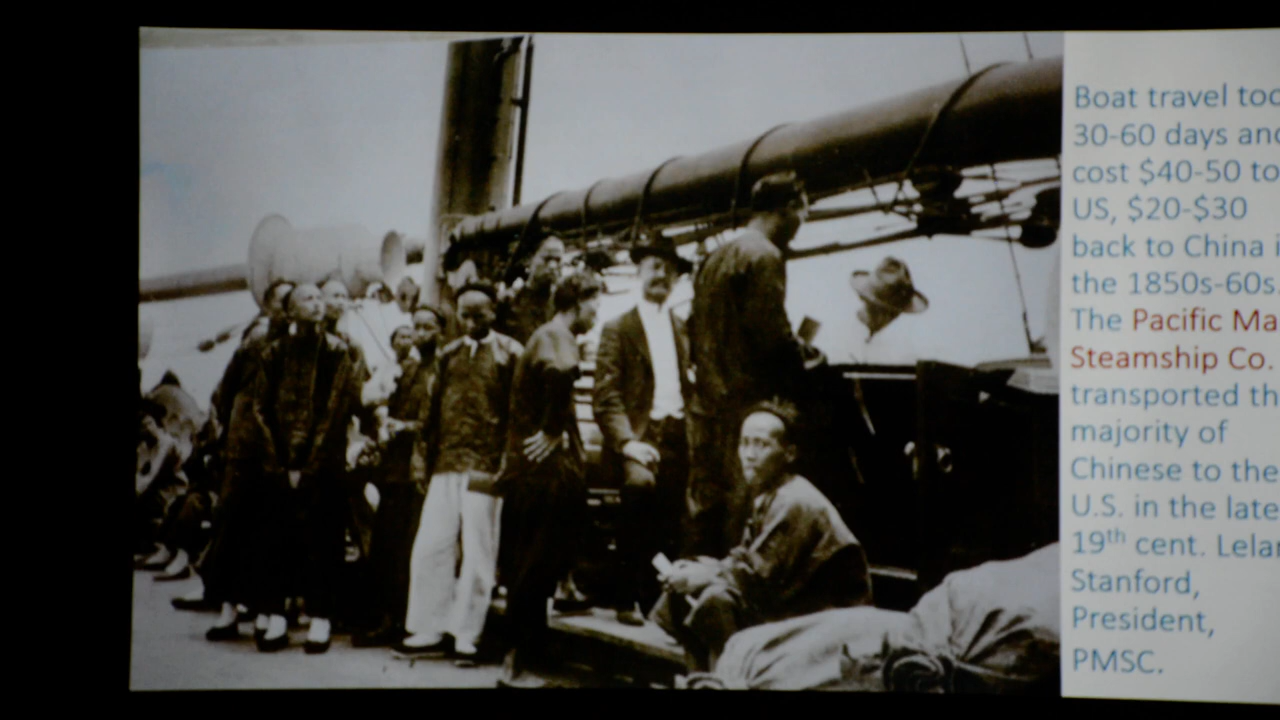 Boat travel too
30-60 days and
cost $40-50 to
US, $20-$30
back to China i
the 1850s-60s.
The Pacific Ma
Steamship Co.
transported th
majority of
Chinese to the
U.S. in the late
19th cent. Lelan
Stanford,
President,
PMSC.